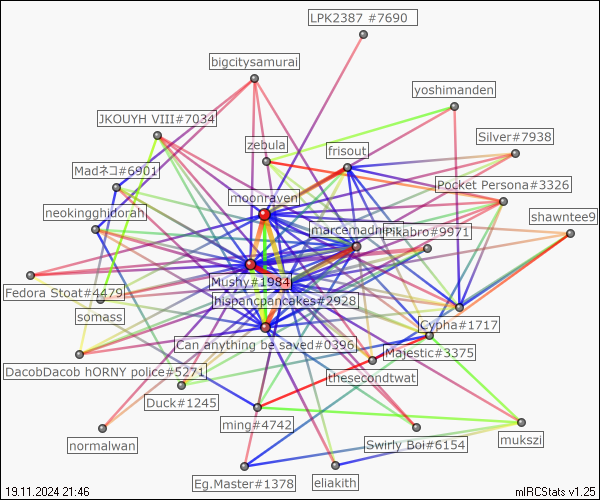 LPK2387 #7690
bigcitysamurai
yoshimanden
JKOUYH VIII#7034
Silver#7938
zebula
frisout
Madネコ#6901
Pocket Persona#3326
moonraven
neokingghidorah
shawntee9
Pikabro#9971
Mushy#1984
Fedora Stoat#4479
hispancpancakes#2928
somass
Cypha#1717
Can anything be saved#0396
Majestic#3375
DacobDacob hORNY police#5271
thesecondtwat
Duck#1245
ming#4742
normalwan
Swirly Boi#6154
mukszi
Eg.Master#1378
eliakith
19.11.2024 21:46
mIRCStats v1.25